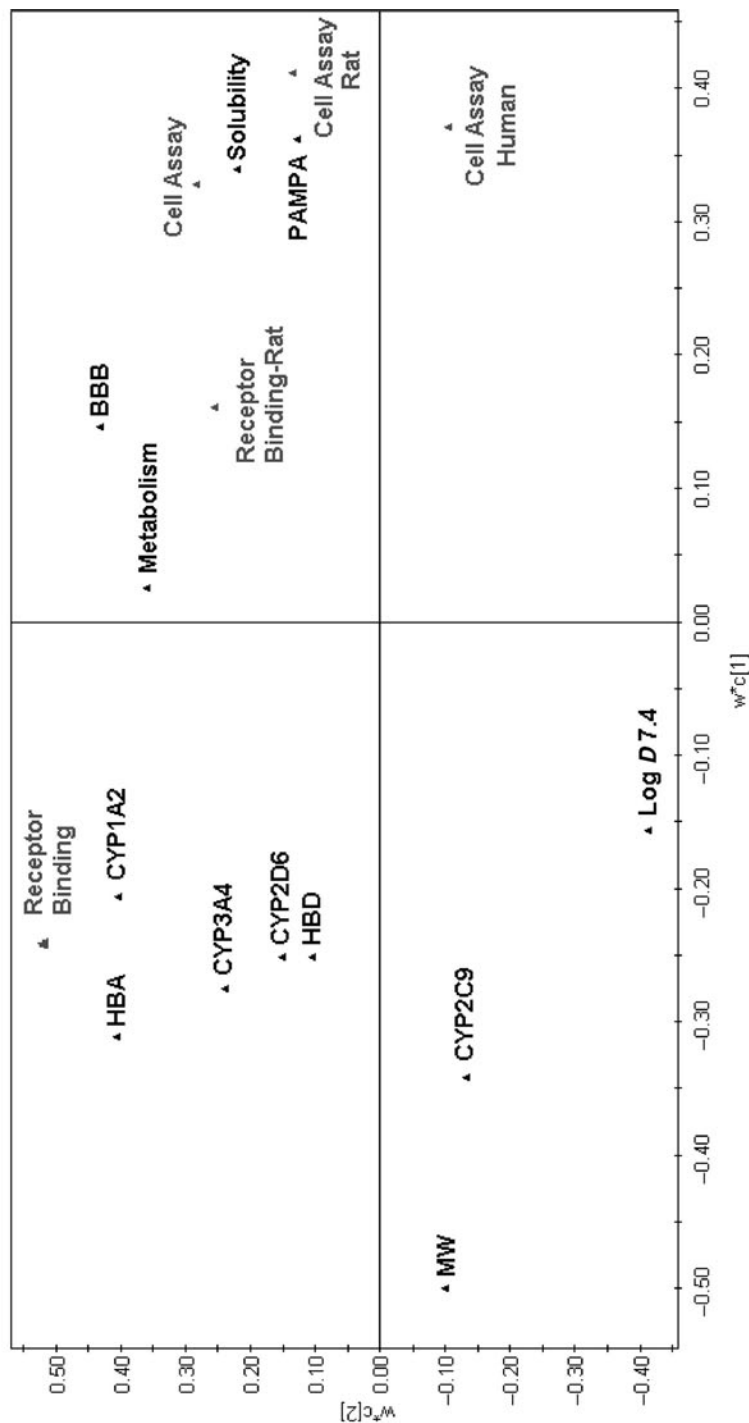 0.50
0.40
0.30
0.20
0.10
0.00
−0.10
−0.20
−0.30
−0.40
w*c[2]
Receptor
Binding
HBA
CYP1A2
CYP3A4
CYP2D6
HBD
MW
CYP2C9
Log D 7.4
BBB
Metabolism
Receptor
Binding-Rat
Cell Assay
Solubility
PAMPA
Cell Assay
Rat
Cell Assay
Human
−0.50
−0.40
−0.30
−0.20
−0.10
0.00
0.10
0.20
0.30
0.40
w*c[1]